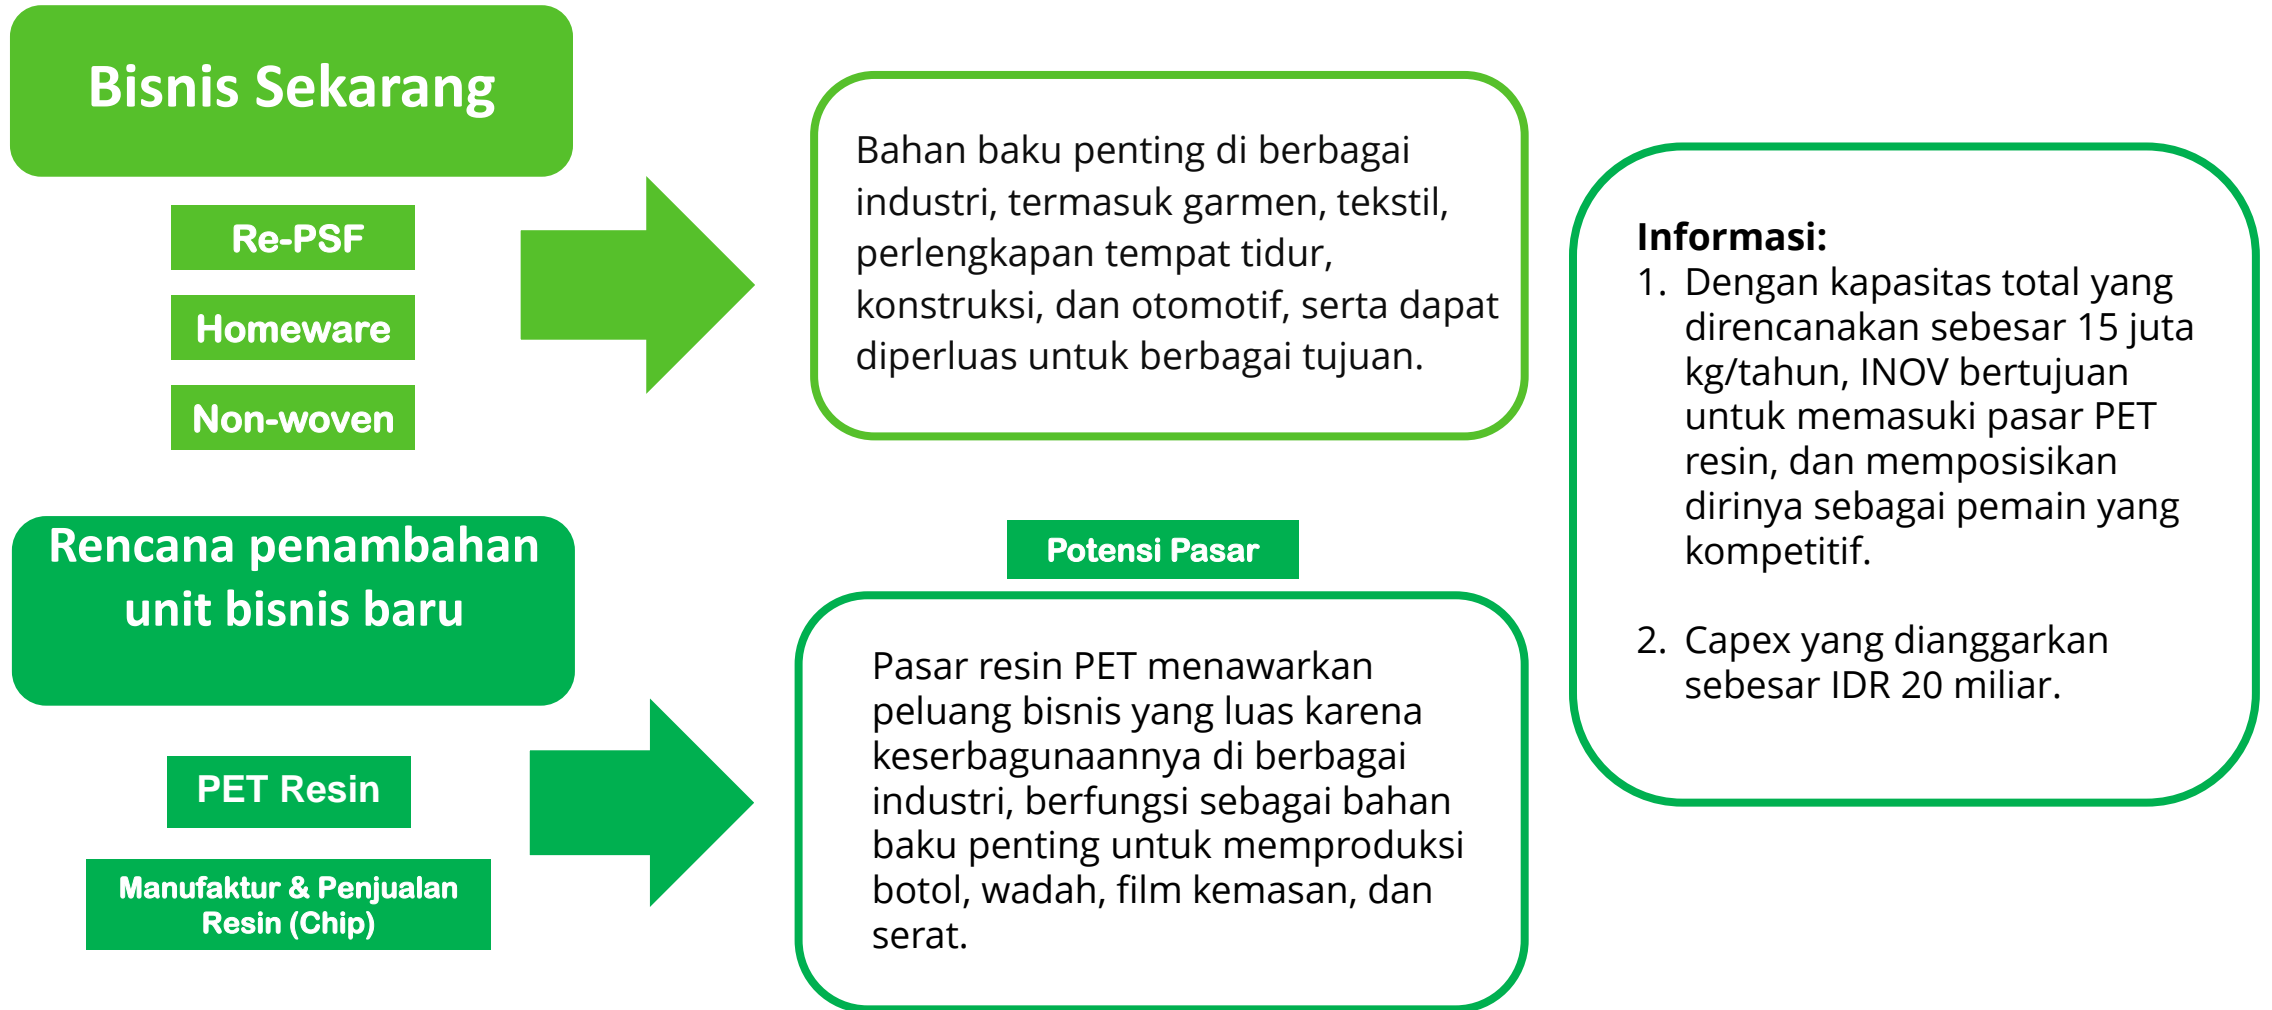 Bisnis Sekarang
Re-PSF
Homeware
Non-woven
Bahan baku penting di berbagai
industri, termasuk garmen, tekstil,
perlengkapan tempat tidur,
konstruksi, dan otomotif, serta dapat
diperluas untuk berbagai tujuan.
Rencana penambahan
unit bisnis baru
PET Resin
Manufaktur & Penjualan
Resin (Chip)
Potensi Pasar
Pasar resin PET menawarkan
peluang bisnis yang luas karena
keserbagunaannya di berbagai
industri, berfungsi sebagai bahan
baku penting untuk memproduksi
botol, wadah, film kemasan, dan
serat.
Informasi:
1. Dengan kapasitas total yang
direncanakan sebesar 15 juta
kg/tahun, INOV bertujuan
untuk memasuki pasar PET
resin, dan memposisikan
dirinya sebagai pemain yang
kompetitif.
2. Capex yang dianggarkan
sebesar IDR 20 miliar.